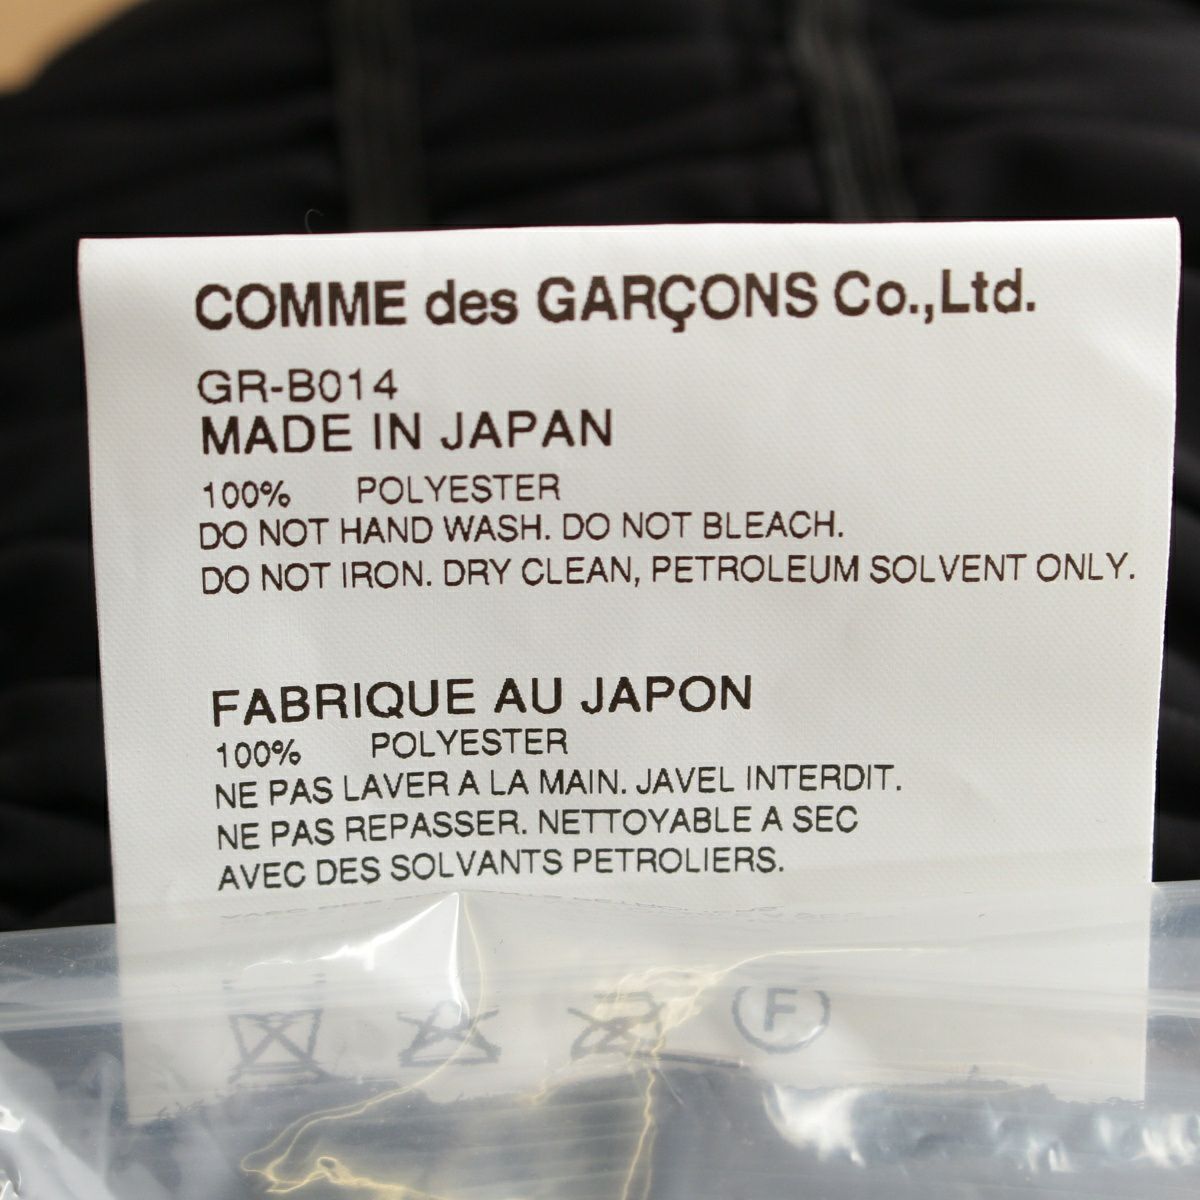 COMME des GARÇONS Co.,Ltd.
GR-B014
MADE IN JAPAN
100% POLYESTER
DO NOT HAND WASH. DO NOT BLEACH.
DO NOT IRON. DRY CLEAN, PETROLEUM SOLVENT ONLY.
FABRIQUE AU JAPON
100% POLYESTER
NE PAS LAVER A LA MAIN. JAVEL INTERDIT.
NE PAS REPASSER. NETTOYABLE A SEC
AVEC DES SOLVANTS PETROLIERS.
F